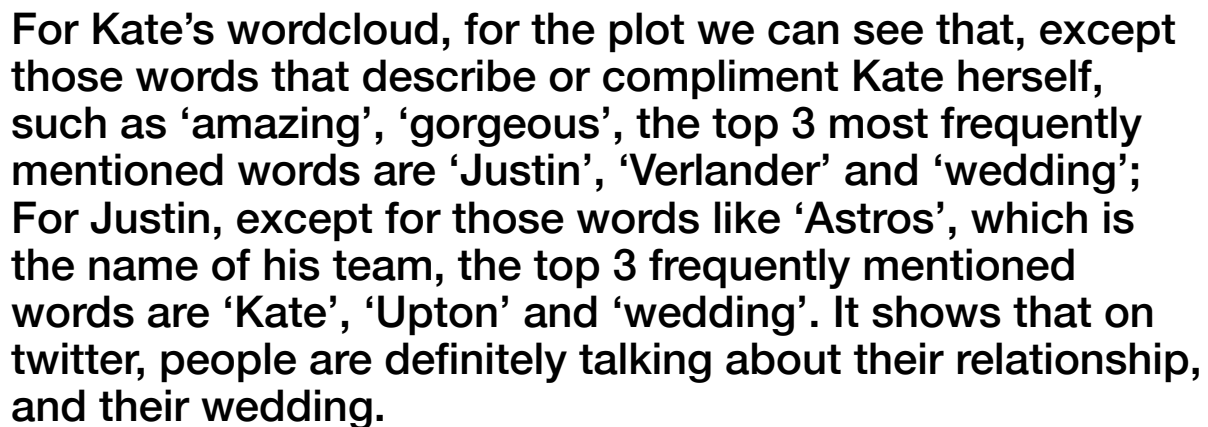 For Kate’s wordcloud, for the plot we can see that, except
those words that describe or compliment Kate herself,
such as ‘amazing’, ‘gorgeous’, the top 3 most frequently
mentioned words are ‘Justin’, ‘Verlander’ and ‘wedding’;
For Justin, except for those words like ‘Astros’, which is
the name of his team, the top 3 frequently mentioned
words are ‘Kate’, ‘Upton’ and ‘wedding’. It shows that on
twitter, people are definitely talking about their relationship,
and their wedding.